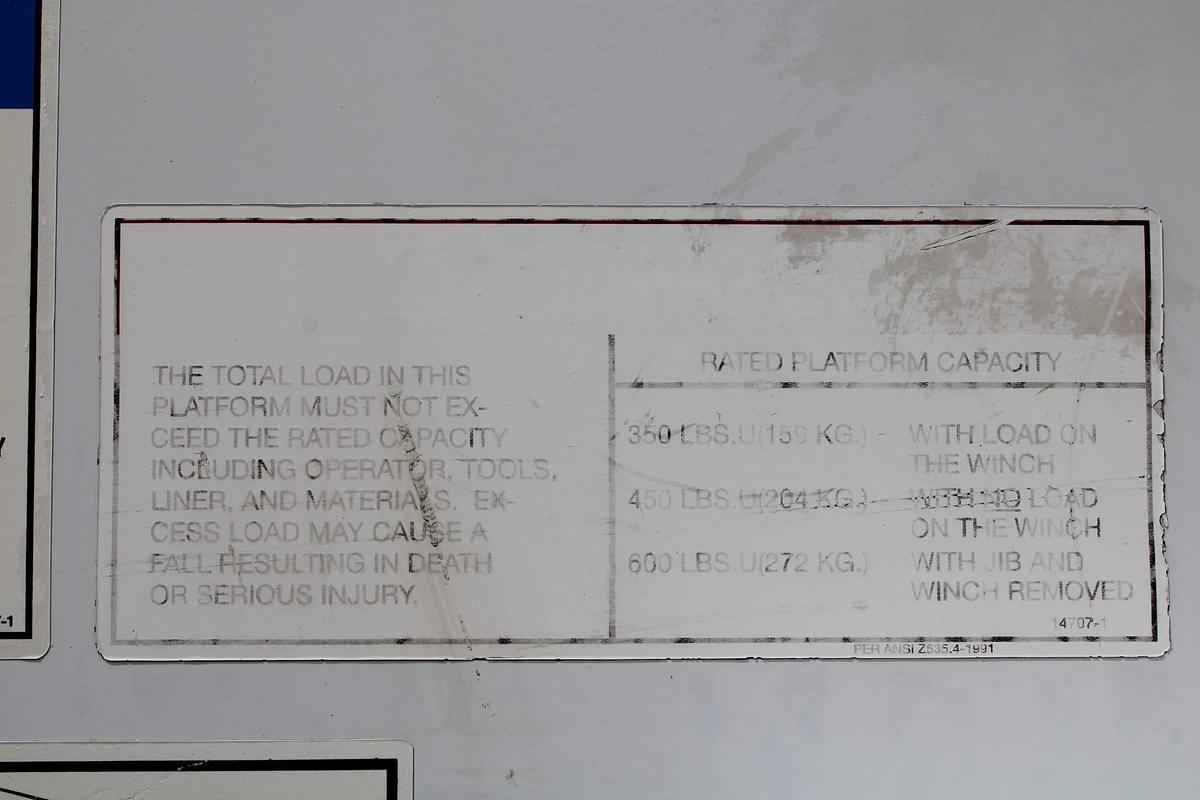 THE TOTAL LOAD IN THIS
PLATFORM MUST NOT EX-
CEED THE RATED CAPACITY
INCLUDING OPERATOR, TOOLS,
LINER, AND MATERIALS. EX-
CESS LOAD MAY CAUSE A
FALL RESULTING IN DEATH
OR SERIOUS INJURY.
RATED PLATFORM CAPACITY
350 LBS.U(159 KG.) - WITH LOAD ON
THE WINCH
450 LBS.U(204 KG.) - WITH NO LOAD
ON THE WINCH
600 LBS.U(272 KG.) WITH JIB AND
WINCH REMOVED
14707-1
PER ANSI Z535.4-1991
Y
-1